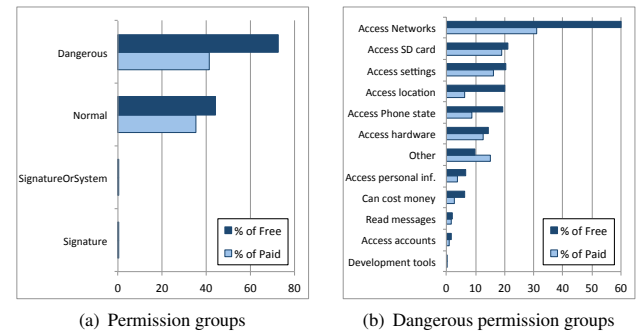 Dangerous
Normal
SignatureOrSystem
Signature
% of Free
% of Paid
0 20 40 60 80
(a) Permission groups
Access Networks
Access SD card
Access settings
Access location
Access Phone state
Access hardware
Other
Access personal inf.
Can cost money
Read messages
Access accounts
Development tools
% of Free
% of Paid
0 10 20 30 40 50 60
(b) Dangerous permission groups